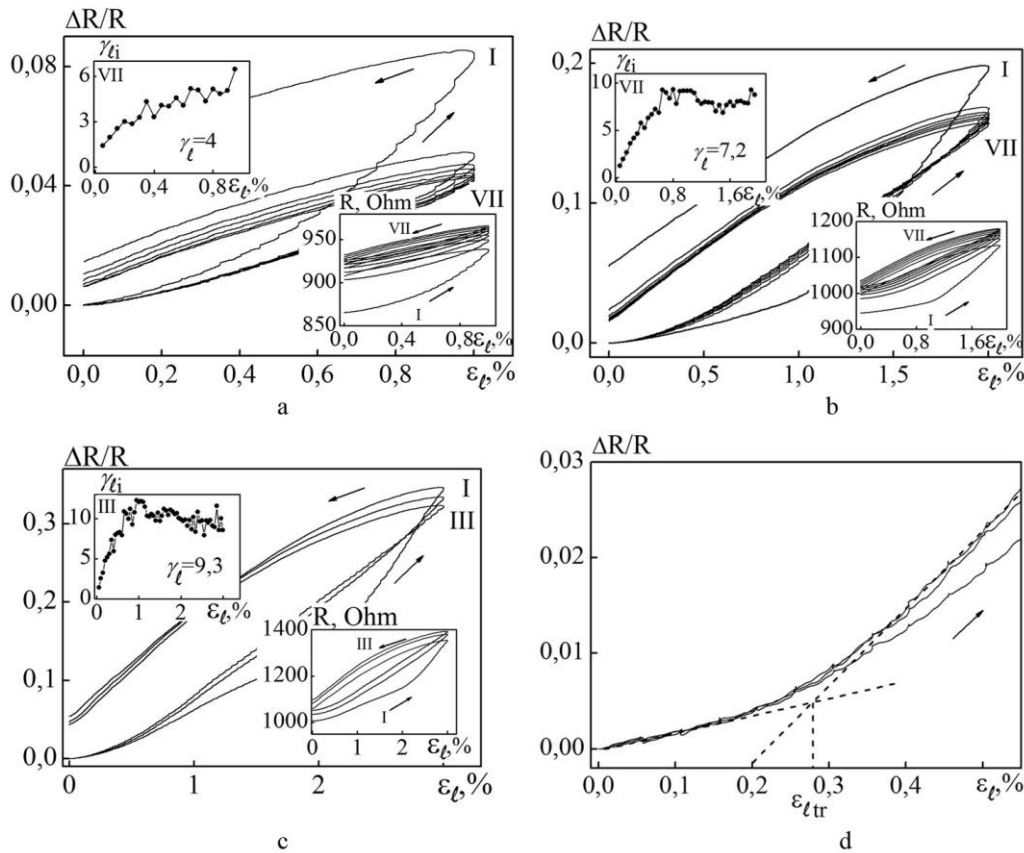 ΔR/R
0,08
0,04
0,00
0,0 0,2 0,4 0,6 0,8 εℓ,%
I
VII
γℓi
VII
6
3
0
γℓ=4
0,0 0,4 0,8 εℓ,%
R, Ohm
950
900
850
VII
I
0,0 0,4 0,8 εℓ,%
a
ΔR/R
0,2
0,1
0,0
0,0 0,5 1,0 1,5 εℓ,%
I
VII
γℓi
10
VII
5
0
γℓ=7,2
0,0 0,8 1,6 εℓ,%
R, Ohm
1200
1100
1000
900
VII
I
0,0 0,8 1,6 εℓ,%
b
ΔR/R
0,3
0,2
0,1
0,0
0 1 2 εℓ,%
I
III
γℓi
III
10
5
0
γℓ=9,3
0 1 2 εℓ,%
R, Ohm
1400
1200
1000
III
I
0 1 2 εℓ,%
c
ΔR/R
0,03
0,02
0,01
0,00
0,0 0,1 0,2 0,3 0,4 εℓ,%
εℓ tr
d